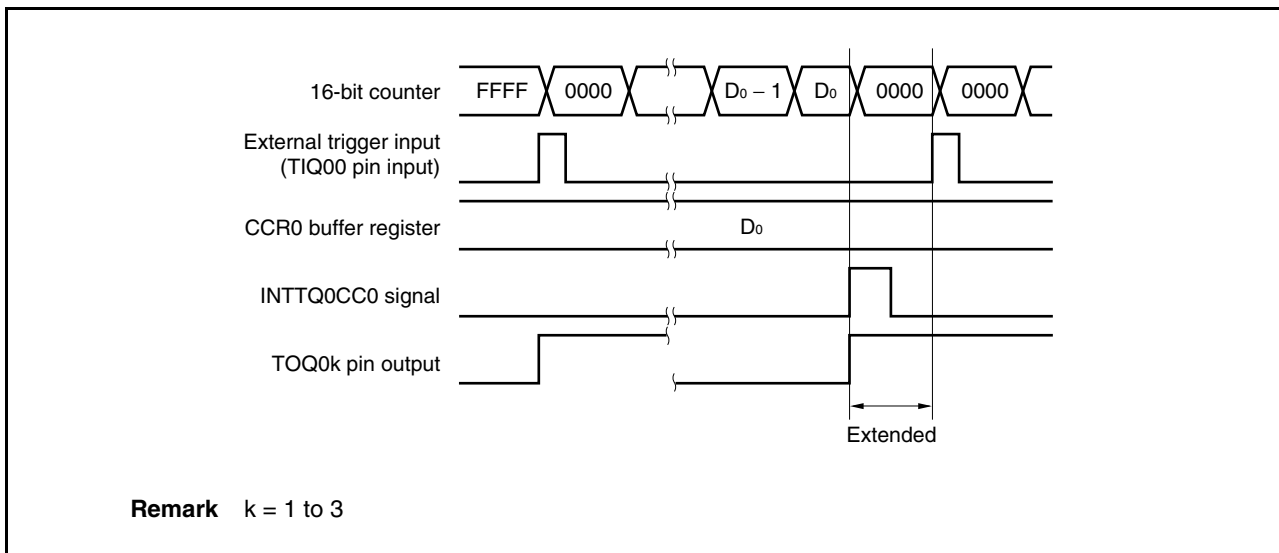 16-bit counter FFFF 0000 D0 − 1 D0 0000 0000
External trigger input
(TIQ00 pin input)
CCR0 buffer register D0
INTTQ0CC0 signal
TOQ0k pin output
Extended
Remark k = 1 to 3